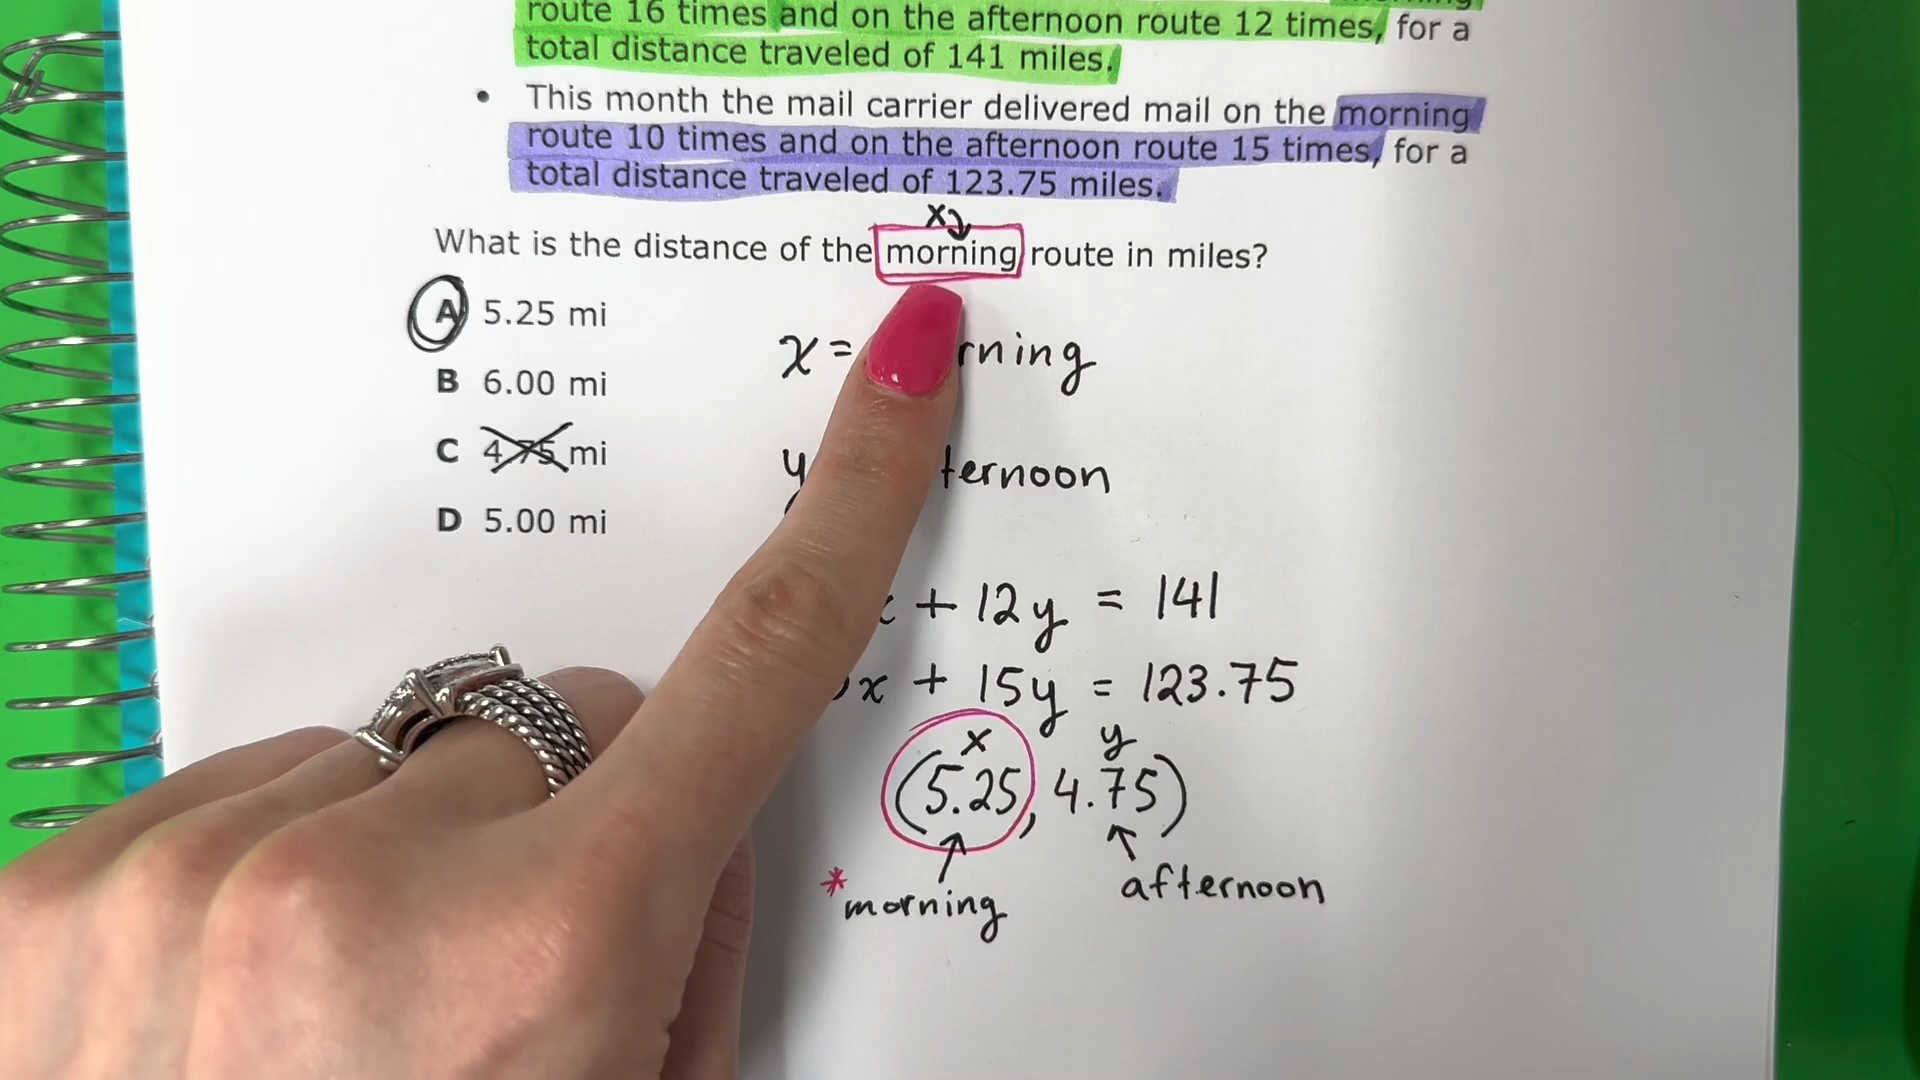 route 16 times and on the afternoon route 12 times, for a
total distance traveled of 141 miles.
• This month the mail carrier delivered mail on the morning
route 10 times and on the afternoon route 15 times, for a
total distance traveled of 123.75 miles.
x
What is the distance of the morning route in miles?
A 5.25 mi
B 6.00 mi
C 4.75 mi
D 5.00 mi
x = rning
y ternoon
x + 12y = 141
x + 15y = 123.75
x y
(5.25, 4.75)
*morning afternoon